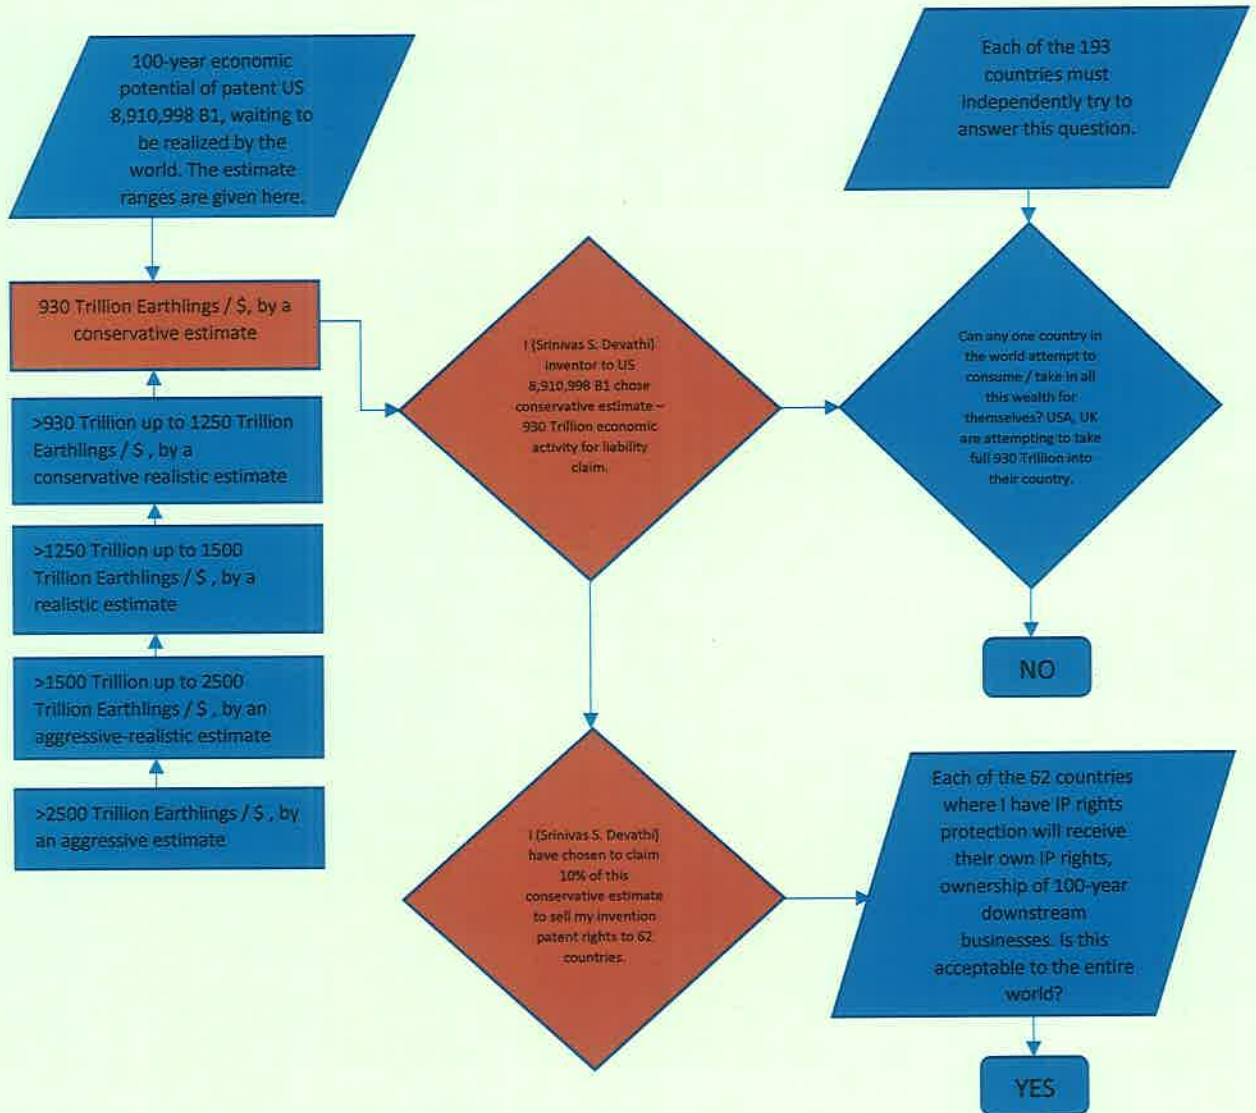 100-year economic
potential of patent US
8,910,998 B1, waiting to
be realized by the
world. The estimate
ranges are given here.
930 Trillion Earthlings / $, by a
conservative estimate
>930 Trillion up to 1250 Trillion
Earthlings / $ , by a
conservative realistic estimate
>1250 Trillion up to 1500
Trillion Earthlings / $ , by a
realistic estimate
>1500 Trillion up to 2500
Trillion Earthlings / $ , by an
aggressive-realistic estimate
>2500 Trillion Earthlings / $ , by
an aggressive estimate
I (Srinivas S. Devathi)
inventor to US
8,910,998 B1 chose
conservative estimate –
930 Trillion economic
activity for liability
claim.
I (Srinivas S. Devathi)
have chosen to claim
10% of this
conservative estimate
to sell my invention
patent rights to 62
countries.
Each of the 193
countries must
independently try to
answer this question.
Can any one country in
the world attempt to
consume / take in all
this wealth for
themselves? USA, UK
are attempting to take
full 930 Trillion into
their country.
NO
Each of the 62 countries
where I have IP rights
protection will receive
their own IP rights,
ownership of 100-year
downstream
businesses. Is this
acceptable to the entire
world?
YES